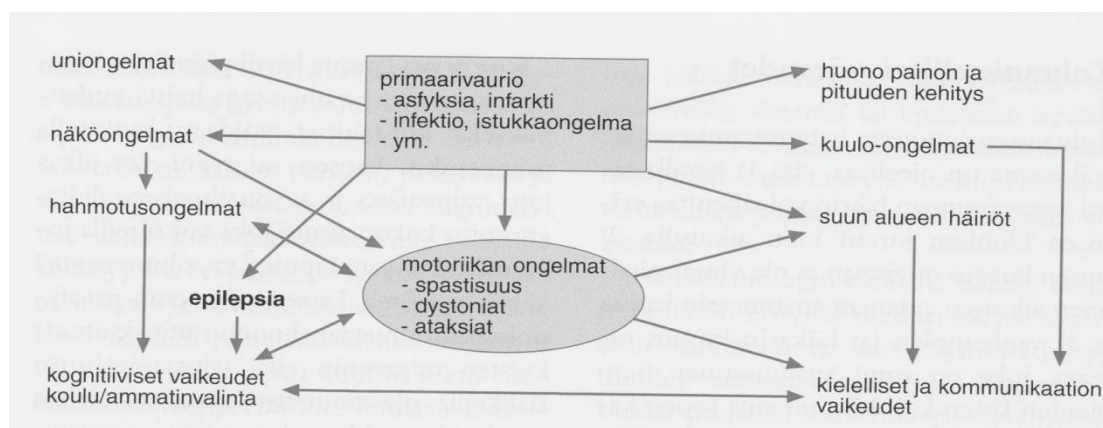 uniongelmat
näköongelmat
hahmotusongelmat
epilepsia
kognitiiviset vaikeudet
koulu/ammatinvalinta
primaarivaurio
- asfyksia, infarkti
- infektio, istukkaongelma
- ym.
motoriikan ongelmat
- spastisuus
- dystoniat
- ataksiat
huono painon ja
pituuden kehitys
kuulo-ongelmat
suun alueen häiriöt
kielelliset ja kommunikaation
vaikeudet